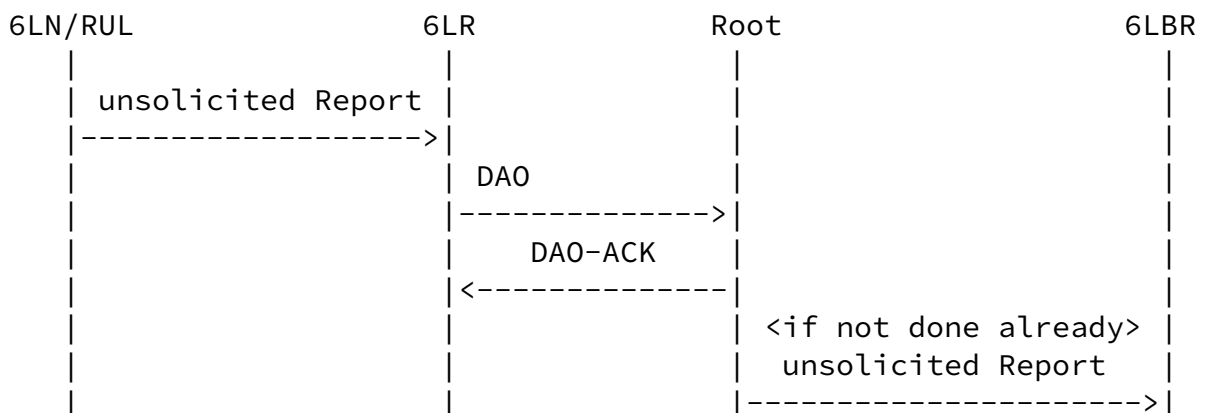 6LN/RUL 6LR Root 6LBR
unsolicited Report
DAO
DAO-ACK
<if not done already>
unsolicited Report